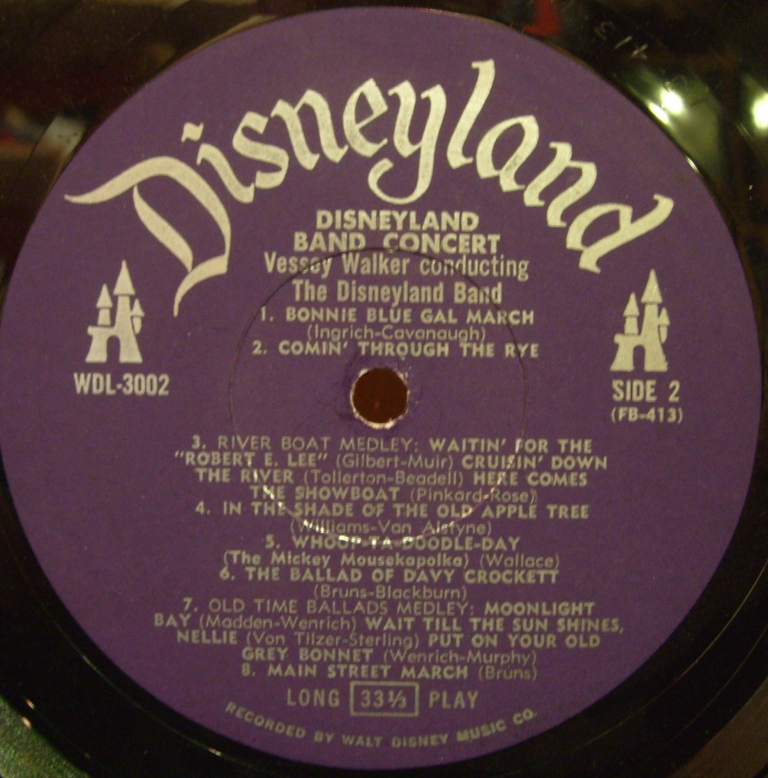 Disneyland
DISNEYLAND
BAND CONCERT
Vessey Walker conducting
The Disneyland Band
1. BONNIE BLUE GAL MARCH
(Ingrich-Cavanaugh)
2. COMIN' THROUGH THE RYE
WDL-3002
SIDE 2
(FB-413)
3. RIVER BOAT MEDLEY: WAITIN' FOR THE
"ROBERT E. LEE" (Gilbert-Muir) CRUISIN' DOWN
THE RIVER (Tollerton-Beadell) HERE COMES
THE SHOWBOAT (Pinkard-Rose)
4. IN THE SHADE OF THE OLD APPLE TREE
(Williams-Van Alstyne)
5. WHOOP-TA-DOODLE-DAY
(The Mickey Mousekapolka) (Wallace)
6. THE BALLAD OF DAVY CROCKETT
(Bruns-Blackburn)
7. OLD TIME BALLADS MEDLEY: MOONLIGHT
BAY (Madden-Wenrich) WAIT TILL THE SUN SHINES,
NELLIE (Von Tilzer-Sterling) PUT ON YOUR OLD
GREY BONNET (Wenrich-Murphy)
8. MAIN STREET MARCH (Bruns)
LONG 33⅓ PLAY
RECORDED BY WALT DISNEY MUSIC CO.